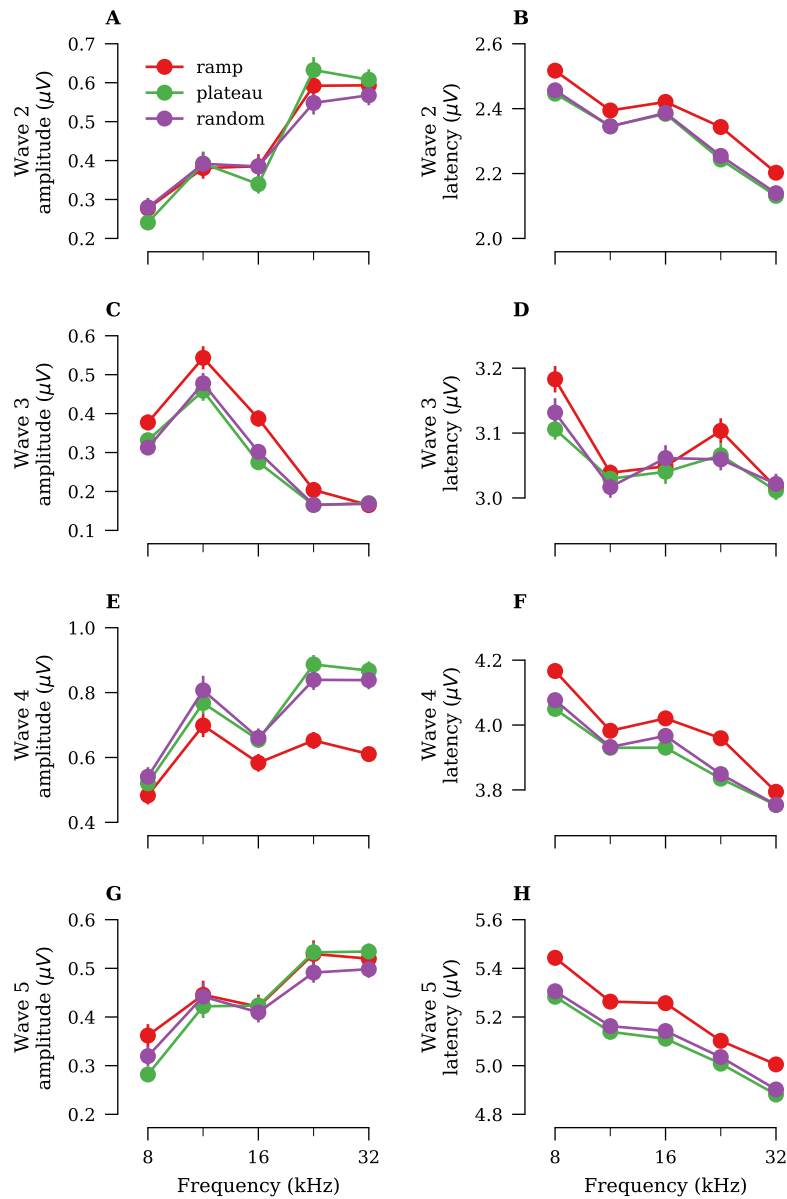 A
Wave 2
amplitude (μV)
0.7
0.6
0.5
0.4
0.3
0.2
ramp
plateau
random
B
Wave 2
latency (μV)
2.6
2.4
2.2
2.0
C
Wave 3
amplitude (μV)
0.6
0.5
0.4
0.3
0.2
0.1
D
Wave 3
latency (μV)
3.2
3.1
3.0
E
Wave 4
amplitude (μV)
1.0
0.8
0.6
0.4
F
Wave 4
latency (μV)
4.2
4.0
3.8
G
Wave 5
amplitude (μV)
0.6
0.5
0.4
0.3
0.2
8
16
32
Frequency (kHz)
H
Wave 5
latency (μV)
5.6
5.4
5.2
5.0
4.8
8
16
32
Frequency (kHz)